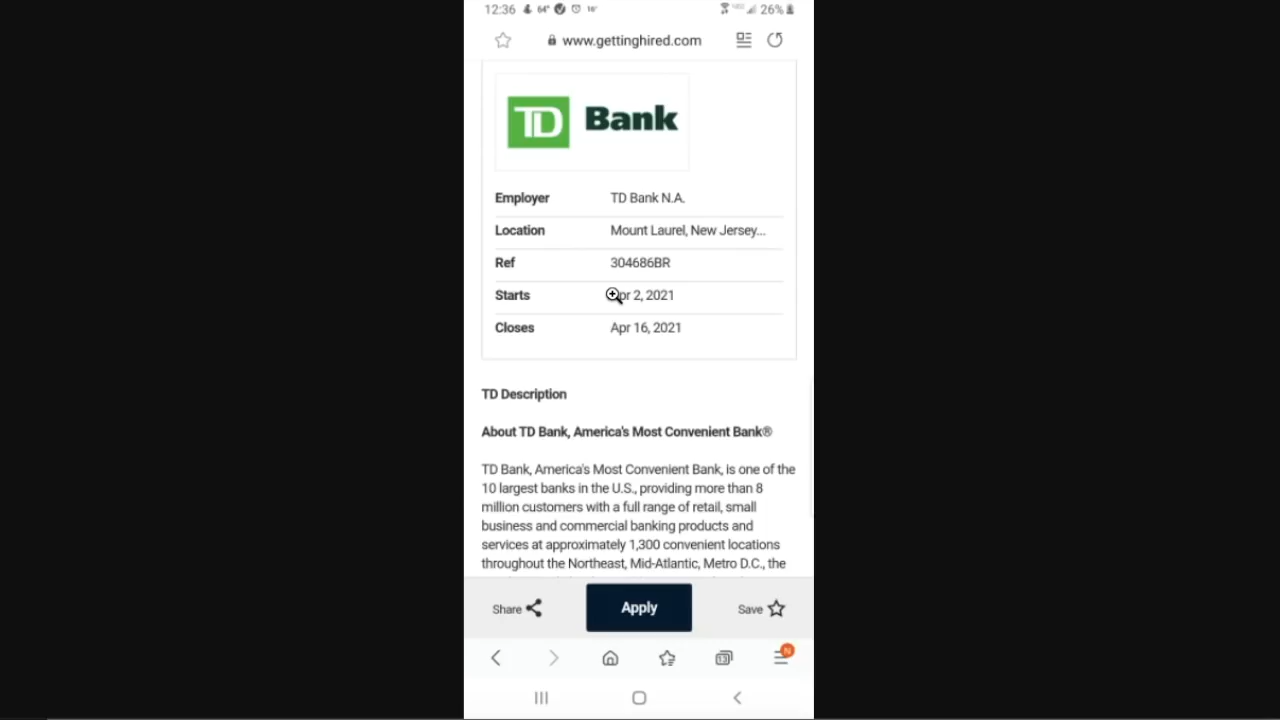 12:36 64° 18° 26%
www.gettinghired.com
TD Bank
Employer TD Bank N.A.
Location Mount Laurel, New Jersey...
Ref 304686BR
Starts pr 2, 2021
Closes Apr 16, 2021
TD Description
About TD Bank, America's Most Convenient Bank®
TD Bank, America's Most Convenient Bank, is one of the
10 largest banks in the U.S., providing more than 8
million customers with a full range of retail, small
business and commercial banking products and
services at approximately 1,300 convenient locations
throughout the Northeast, Mid-Atlantic, Metro D.C., the
Share Apply Save
13 N